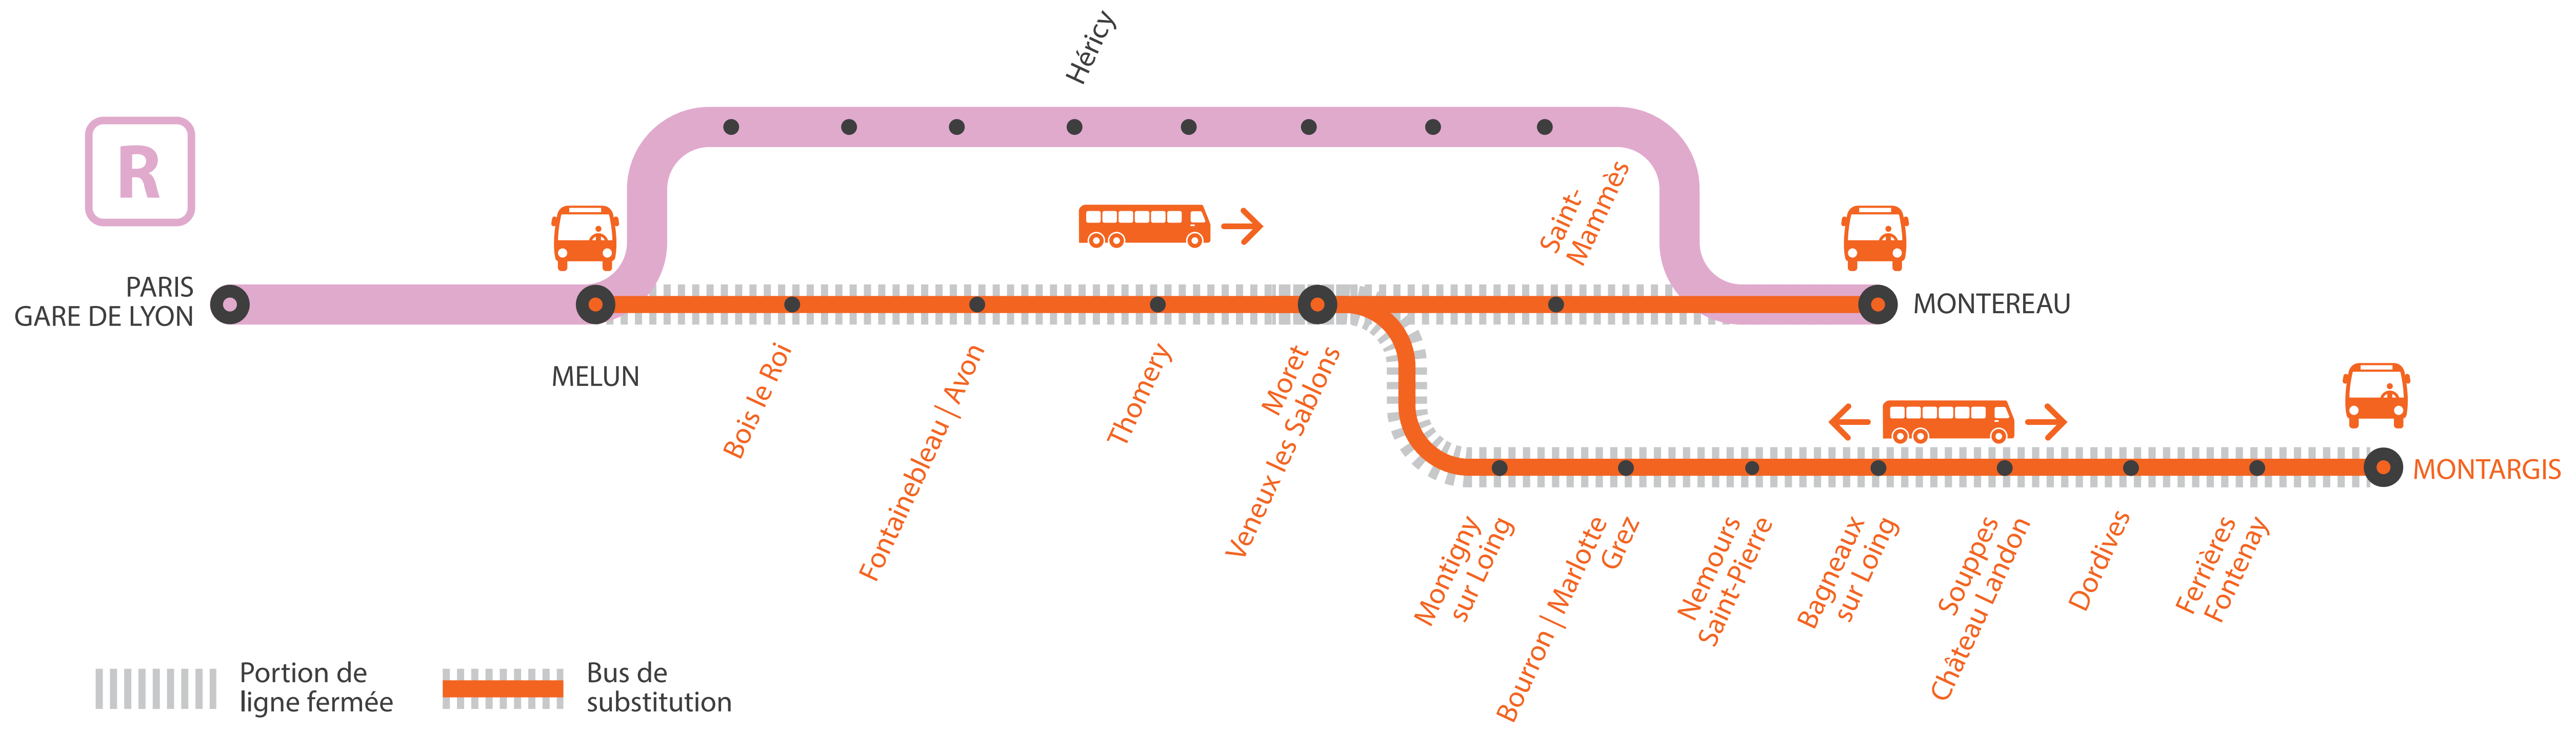 Héricy
R
Saint-
Mammès
PARIS
GARE DE LYON
MONTEREAU
MELUN
Bois le Roi
Fontainebleau | Avon
Thomery
Moret
Veneux les Sablons
MONTARGIS
Montigny
sur Loing
Bourron | Marlotte
Grez
Nemours
Saint-Pierre
Bagneaux
sur Loing
Souppes
Château Landon
Dordives
Ferrières
Fontenay
Portion de
ligne fermée
Bus de
substitution